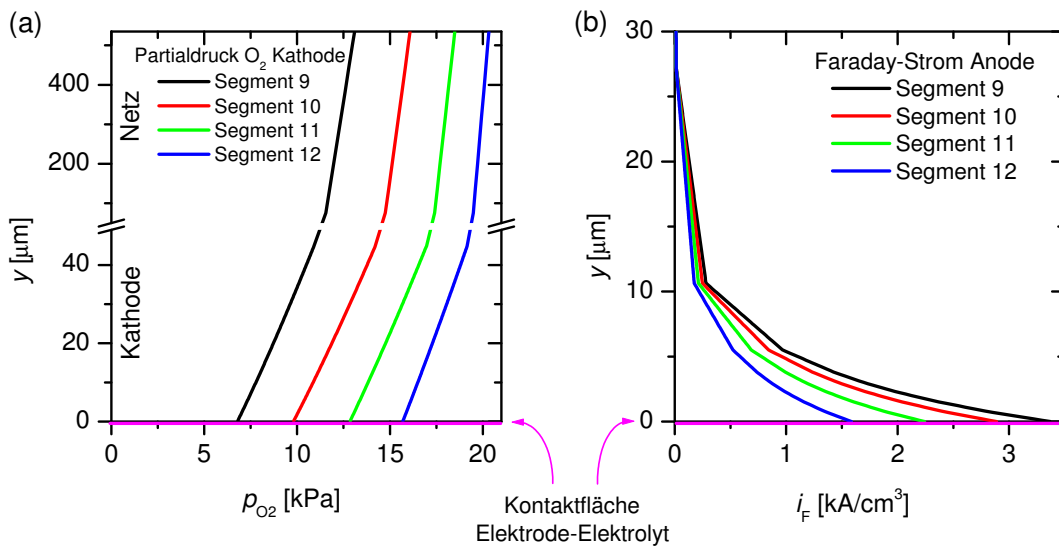 (a)
Partialdruck O2 Kathode
Segment 9
Segment 10
Segment 11
Segment 12
Netz
Kathode
y [µm]
400
200
40
20
0
0 5 10 15 20
pO2 [kPa]
Kontaktfläche
Elektrode-Elektrolyt
(b)
Faraday-Strom Anode
Segment 9
Segment 10
Segment 11
Segment 12
y [µm]
30
20
10
0
0 1 2 3
iF [kA/cm³]